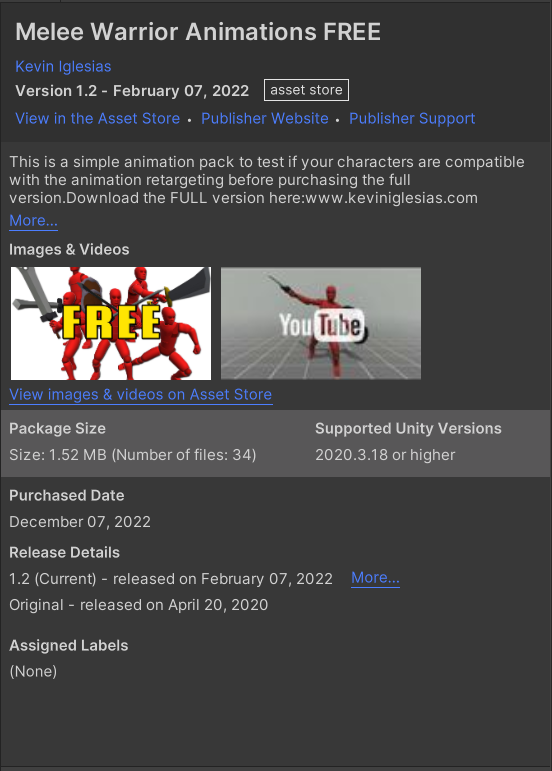 Melee Warrior Animations FREE
Kevin Iglesias
Version 1.2 - February 07, 2022 asset store
View in the Asset Store • Publisher Website • Publisher Support
This is a simple animation pack to test if your characters are compatible
with the animation retargeting before purchasing the full
version.Download the FULL version here:www.keviniglesias.com
More...
Images & Videos
FREE
YouTube
View images & videos on Asset Store
Package Size
Supported Unity Versions
Size: 1.52 MB (Number of files: 34)
2020.3.18 or higher
Purchased Date
December 07, 2022
Release Details
1.2 (Current) - released on February 07, 2022 More...
Original - released on April 20, 2020
Assigned Labels
(None)